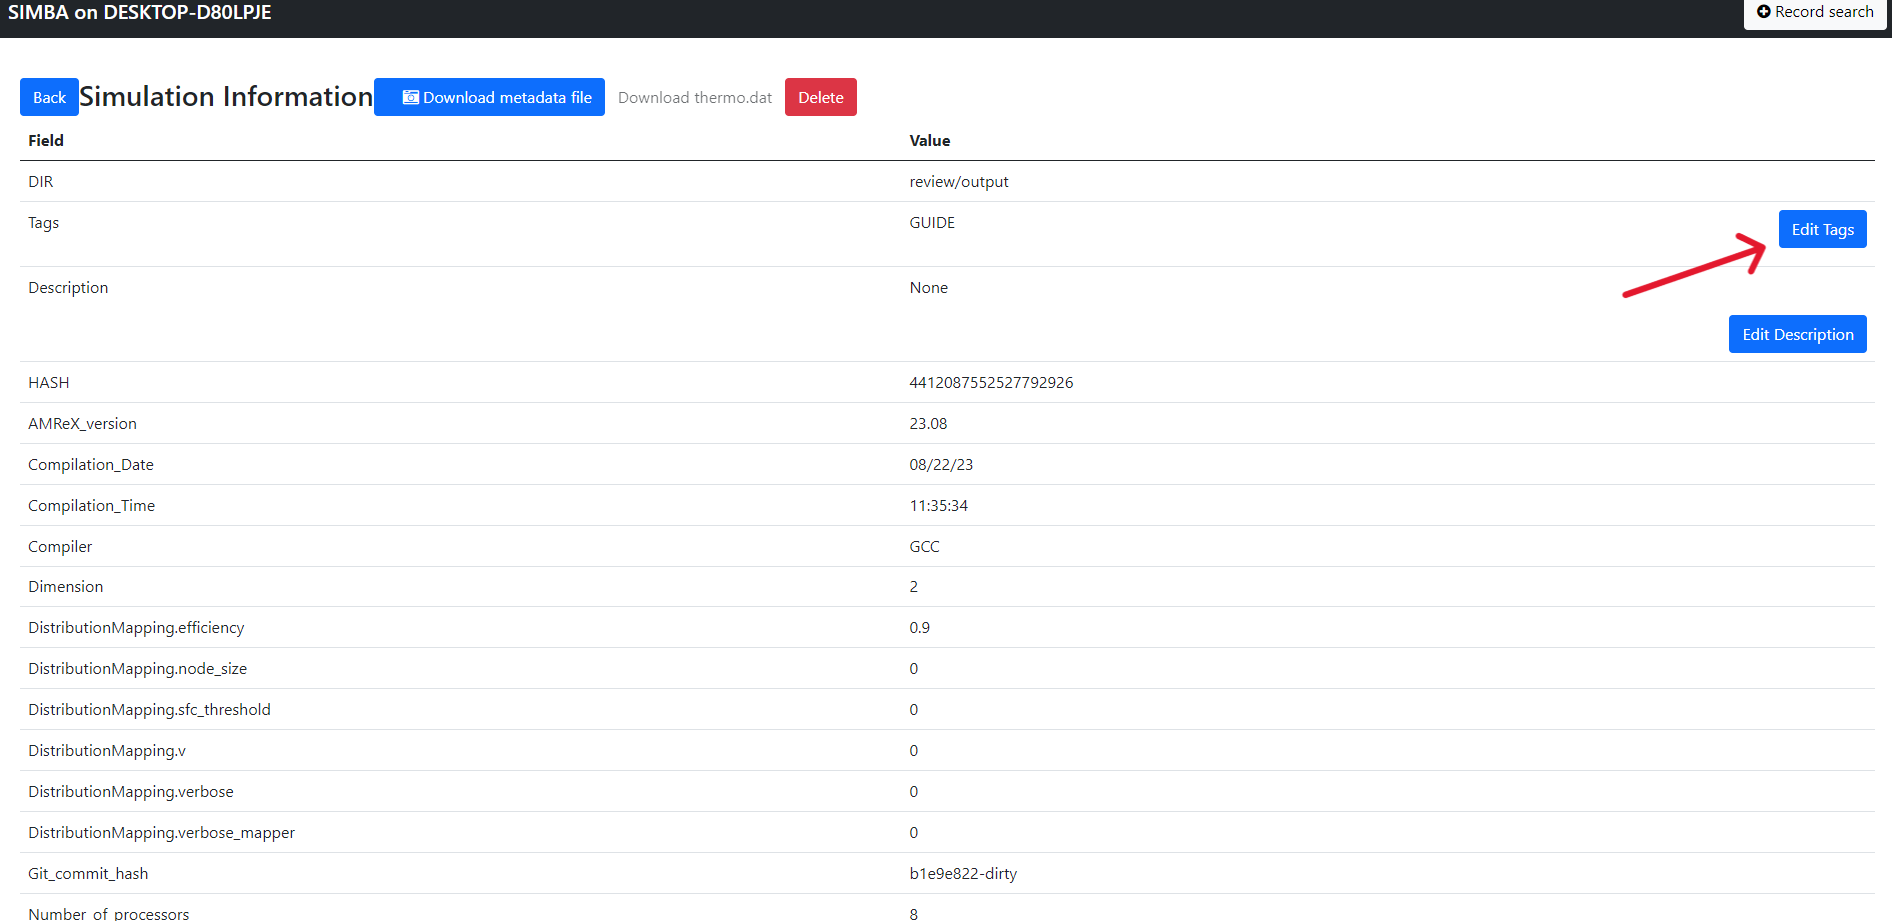 SIMBA on DESKTOP-D80LPJE Record search
Back Simulation Information Download metadata file Download thermo.dat Delete
Field Value
DIR review/output
Tags GUIDE Edit Tags
Description None
Edit Description
HASH 4412087552527792926
AMReX_version 23.08
Compilation_Date 08/22/23
Compilation_Time 11:35:34
Compiler GCC
Dimension 2
DistributionMapping.efficiency 0.9
DistributionMapping.node_size 0
DistributionMapping.sfc_threshold 0
DistributionMapping.v 0
DistributionMapping.verbose 0
DistributionMapping.verbose_mapper 0
Git_commit_hash b1e9e822-dirty
Number_of_processors 8